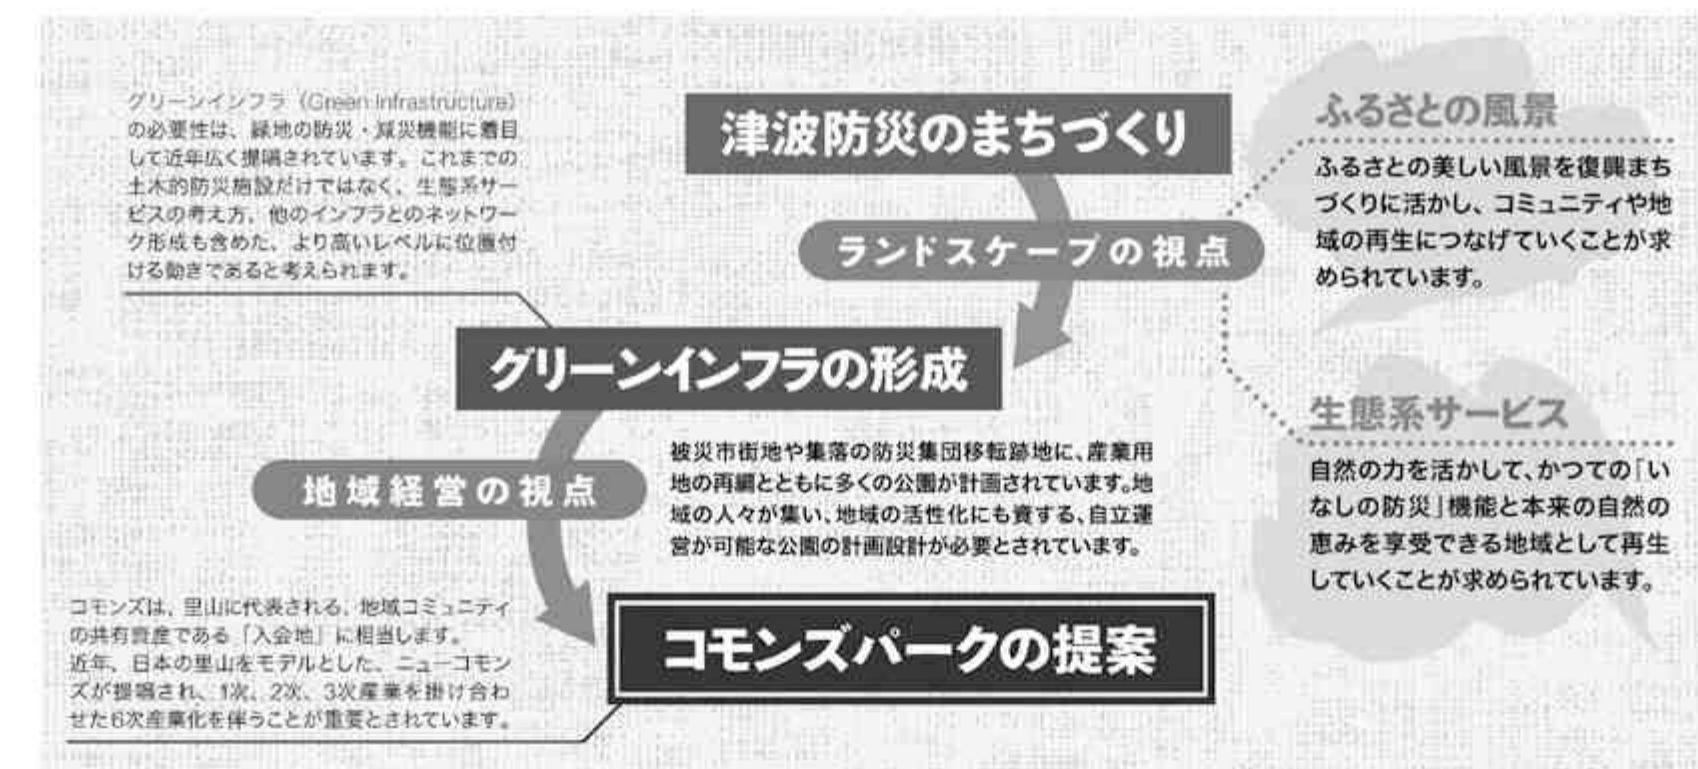 グリーンインフラ（Green Infrastructure）
の必要性は、緑地の防災・減災機能に着目
して近年広く提唱されています。これまでの
土木的防災施設だけではなく、生態系サー
ビスの考え方、他のインフラとのネットワー
ク形成も含めた、より高いレベルに位置付
ける動きであると考えられます。
津波防災のまちづくり
ランドスケープの視点
ふるさとの風景
ふるさとの美しい風景を復興まち
づくりに活かし、コミュニティや地
域の再生につなげていくことが求
められています。
グリーンインフラの形成
生態系サービス
自然の力を活かして、かつての「い
なしの防災」機能と本来の自然の
恵みを享受できる地域として再生
していくことが求められています。
地域経営の視点
被災市街地や集落の防災集団移転跡地に、産業用
地の再編とともに多くの公園が計画されています。地
域の人々が集い、地域の活性化にも資する、自立運
営が可能な公園の計画設計が必要とされています。
コモンズは、里山に代表される、地域コミュニティ
の共有資産である「入会地」に相当します。
近年、日本の里山をモデルとした、ニューコモン
ズが提唱され、1次、2次、3次産業を掛け合わ
せた6次産業化を伴うことが重要とされています。
コモンズパークの提案